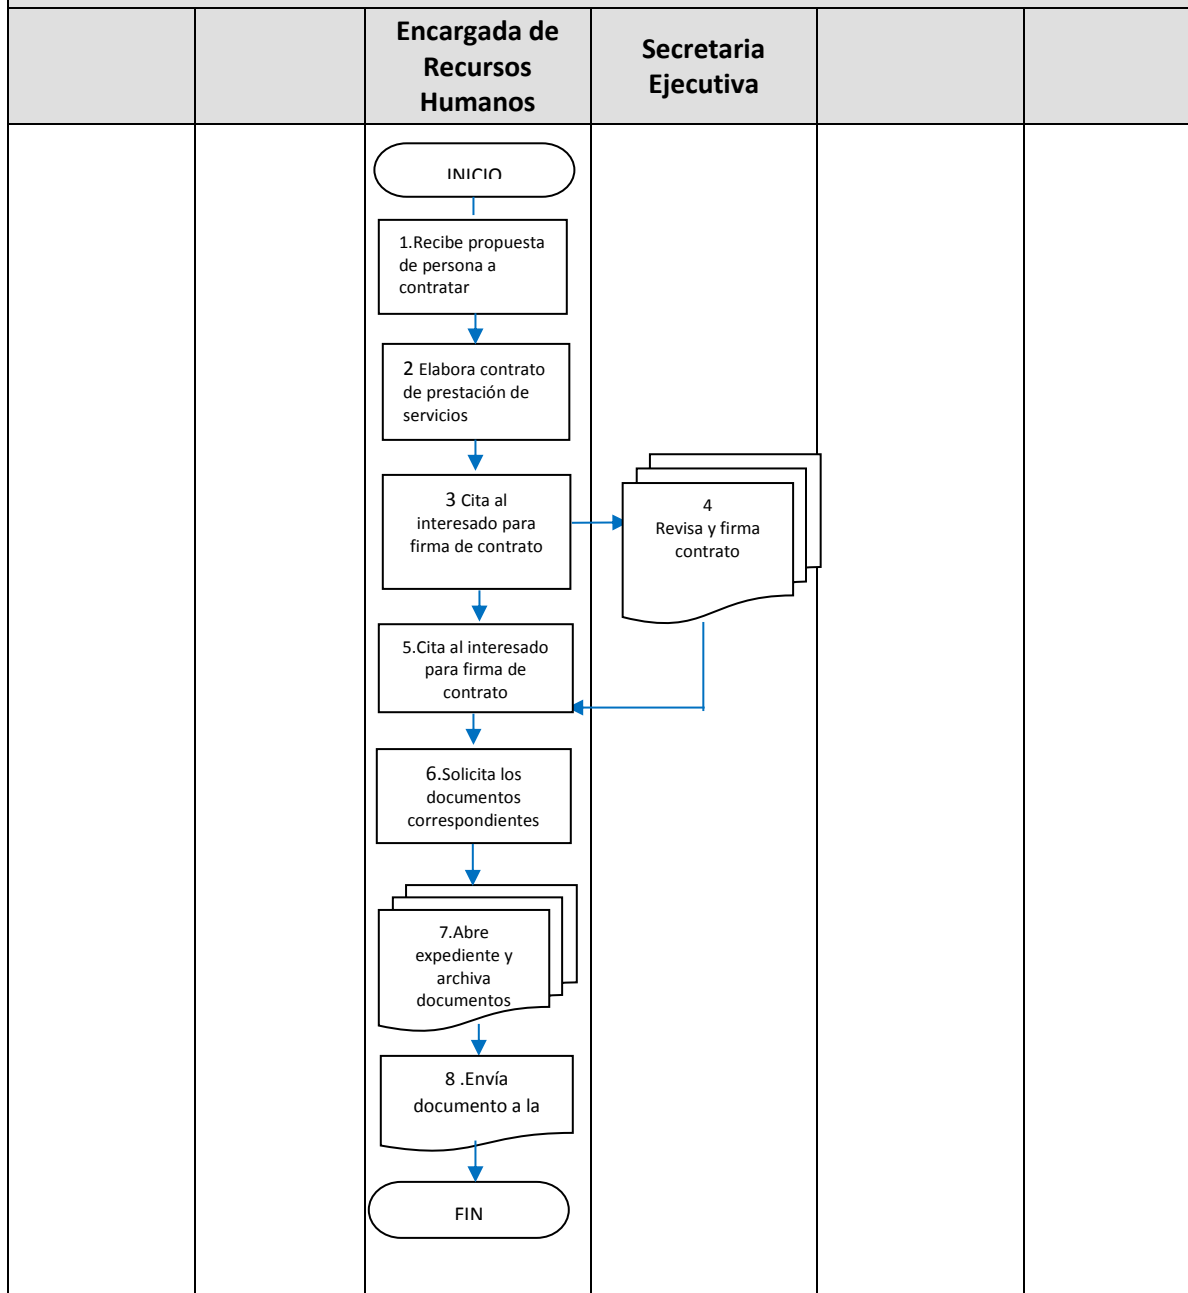 Encargada de
Recursos
Humanos
Secretaria
Ejecutiva
INICIO
1.Recibe propuesta
de persona a
contratar
2 Elabora contrato
de prestación de
servicios
3 Cita al
interesado para
firma de contrato
4
Revisa y firma
contrato
5.Cita al interesado
para firma de
contrato
6.Solicita los
documentos
correspondientes
7.Abre
expediente y
archiva
documentos
8 .Envía
documento a la
FIN